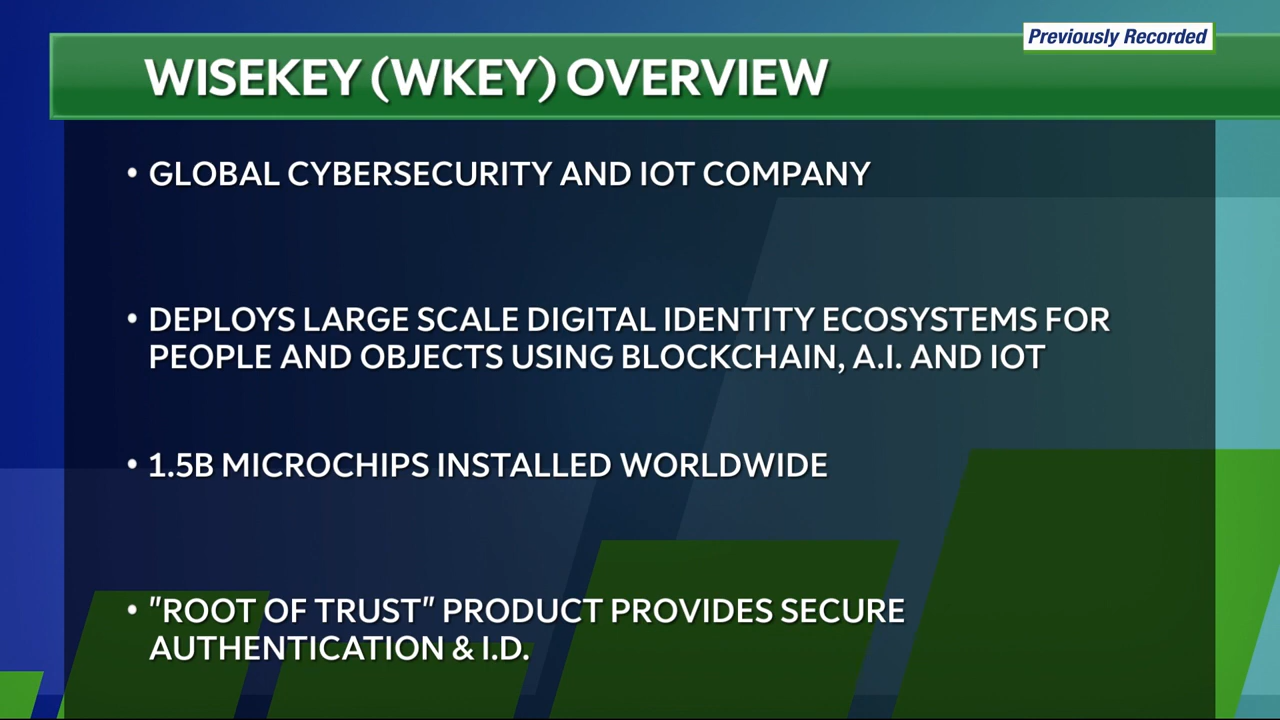 Previously Recorded
WISEKEY (WKEY) OVERVIEW
• GLOBAL CYBERSECURITY AND IOT COMPANY
• DEPLOYS LARGE SCALE DIGITAL IDENTITY ECOSYSTEMS FOR
PEOPLE AND OBJECTS USING BLOCKCHAIN, A.I. AND IOT
• 1.5B MICROCHIPS INSTALLED WORLDWIDE
• "ROOT OF TRUST" PRODUCT PROVIDES SECURE
AUTHENTICATION & I.D.